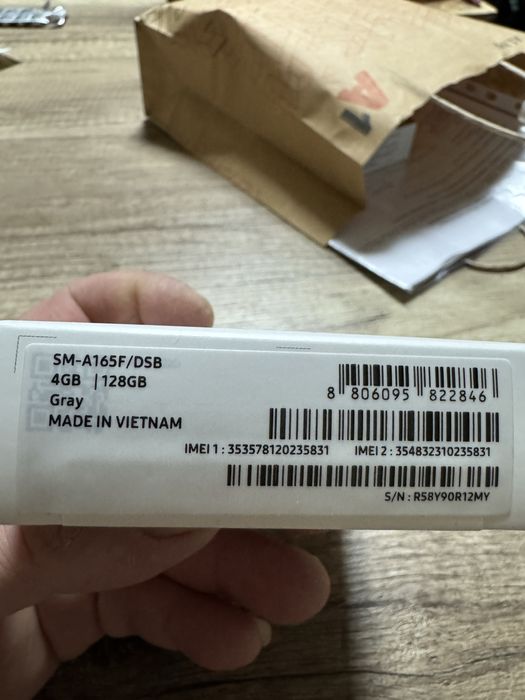 SM-A165F/DSB
4GB | 128GB
Gray
MADE IN VIETNAM
8 806095 822846
IMEI 1 : 353578120235831 IMEI 2 : 354832310235831
S/N : R58Y90R12MY